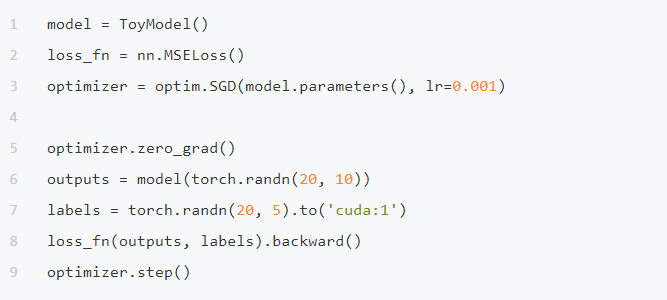 1 model = ToyModel()
2 loss_fn = nn.MSELoss()
3 optimizer = optim.SGD(model.parameters(), lr=0.001)
4
5 optimizer.zero_grad()
6 outputs = model(torch.randn(20, 10))
7 labels = torch.randn(20, 5).to('cuda:1')
8 loss_fn(outputs, labels).backward()
9 optimizer.step()